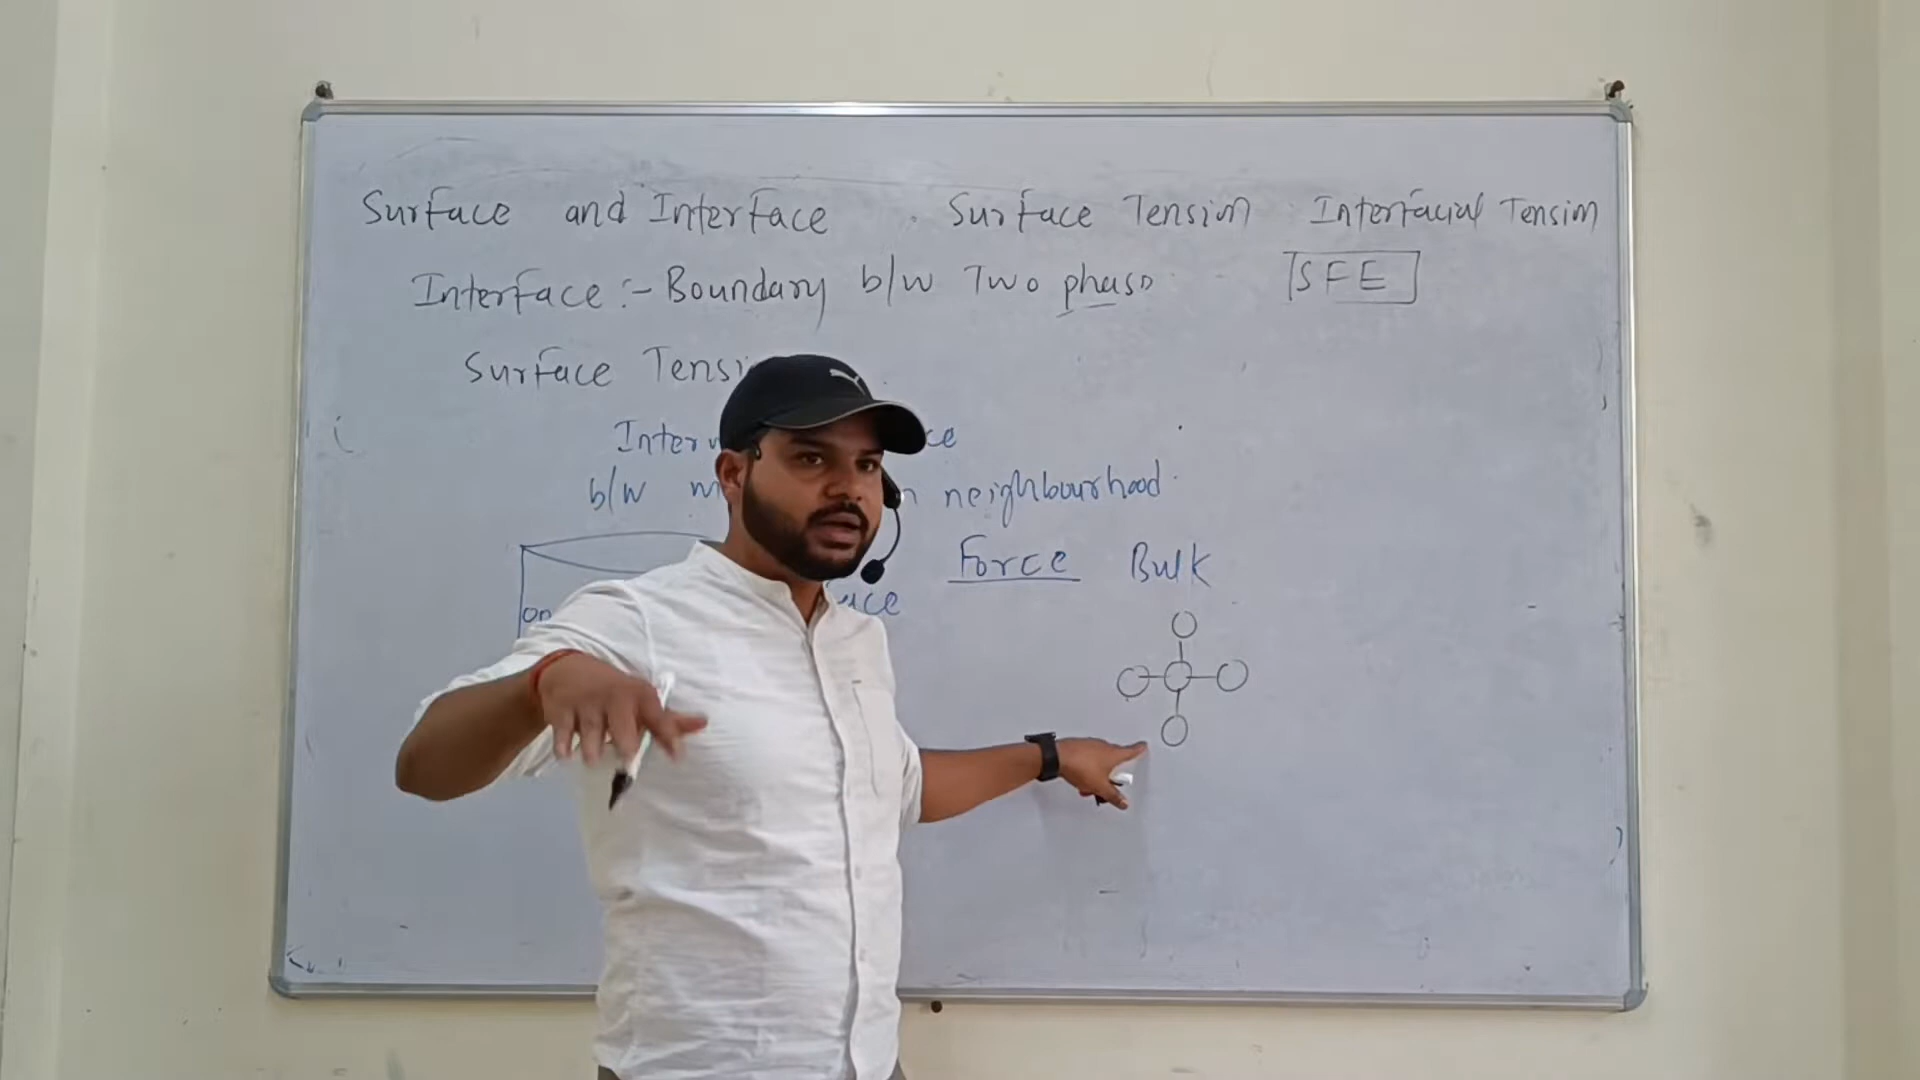 Surface and Interface . Surface Tension Interfacial Tension
Interface :- Boundary b/w Two phase
SFE
Surface Tensi
Inter ce
b/w m n neighbourhood.
Force Bulk
ace